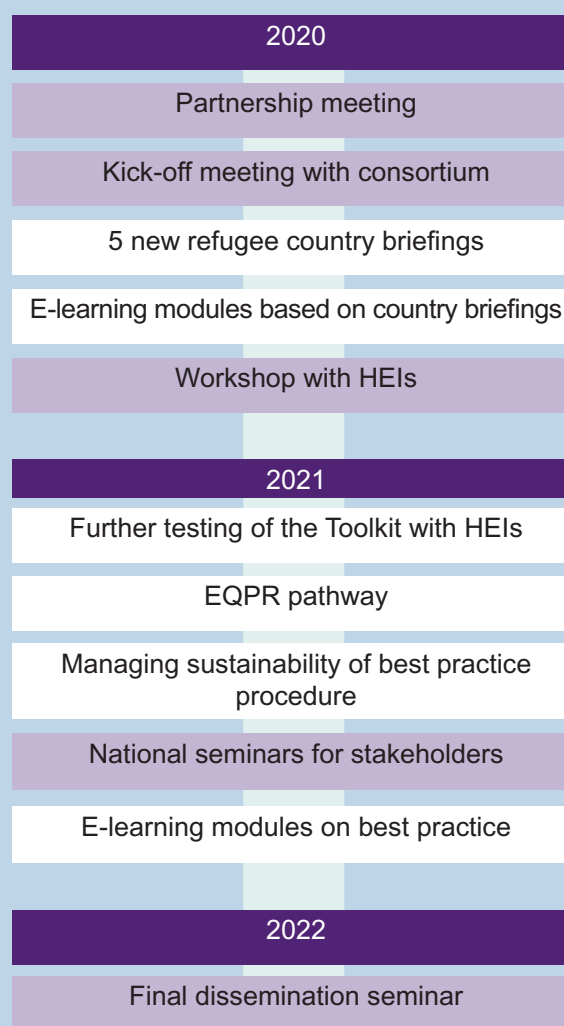 2020
Partnership meeting
Kick-off meeting with consortium
5 new refugee country briefings
E-learning modules based on country briefings
Workshop with HEIs
2021
Further testing of the Toolkit with HEIs
EQPR pathway
Managing sustainability of best practice
procedure
National seminars for stakeholders
E-learning modules on best practice
2022
Final dissemination seminar